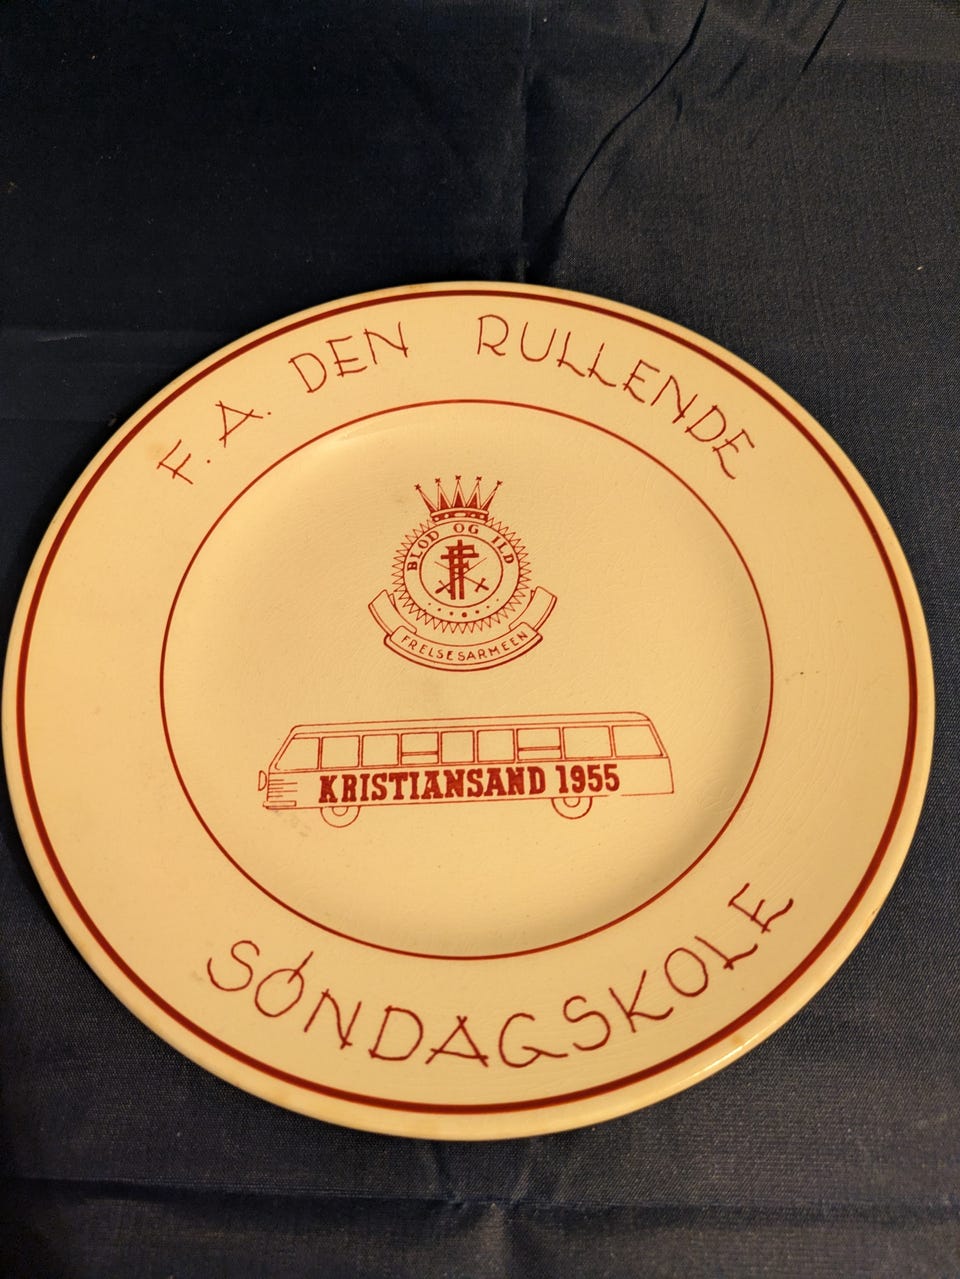 F. A. DEN RULLENDE
BLOD OG ILD
FRELSESARMEEN
KRISTIANSAND 1955
SØNDAGSKOLE